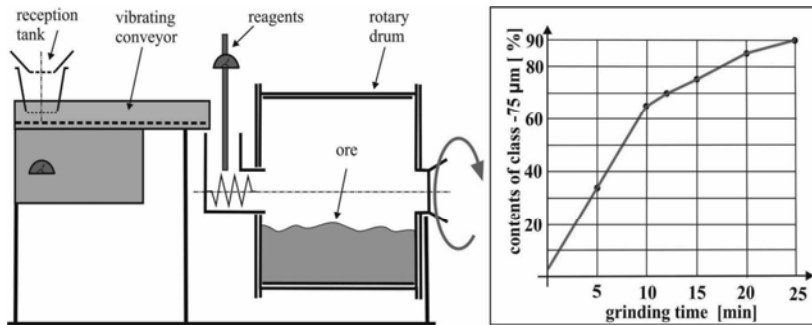 reception
tank
vibrating
conveyor
reagents
rotary
drum
ore
contents of class -75 µm [ %]
90
80
60
40
20
5
10
15
20
25
grinding time [min]